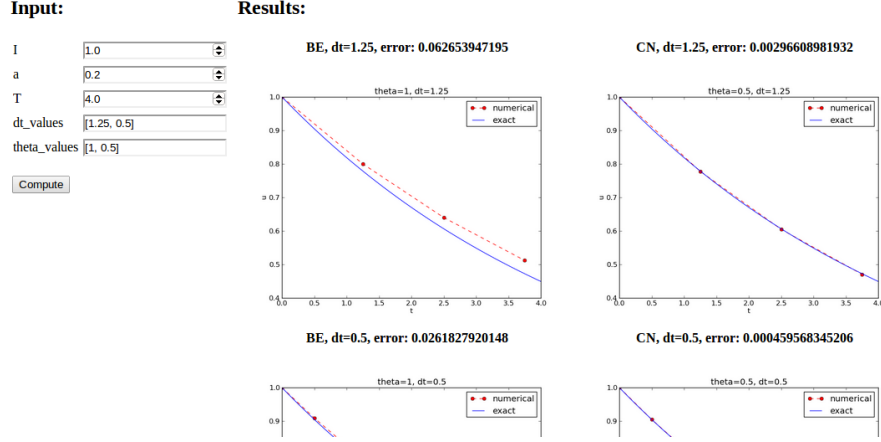 Input:
I 1.0
a 0.2
T 4.0
dt_values [1.25, 0.5]
theta_values [1, 0.5]
Compute
Results:
BE, dt=1.25, error: 0.062653947195
theta=1, dt=1.25
numerical
exact
1.0
0.9
0.8
0.7
0.6
0.5
0.4
u
0.0 0.5 1.0 1.5 2.0 2.5 3.0 3.5 4.0
t
CN, dt=1.25, error: 0.00296608981932
theta=0.5, dt=1.25
numerical
exact
1.0
0.9
0.8
0.7
0.6
0.5
0.4
u
0.0 0.5 1.0 1.5 2.0 2.5 3.0 3.5 4.0
t
BE, dt=0.5, error: 0.0261827920148
theta=1, dt=0.5
numerical
exact
1.0
0.9
CN, dt=0.5, error: 0.000459568345206
theta=0.5, dt=0.5
numerical
exact
1.0
0.9